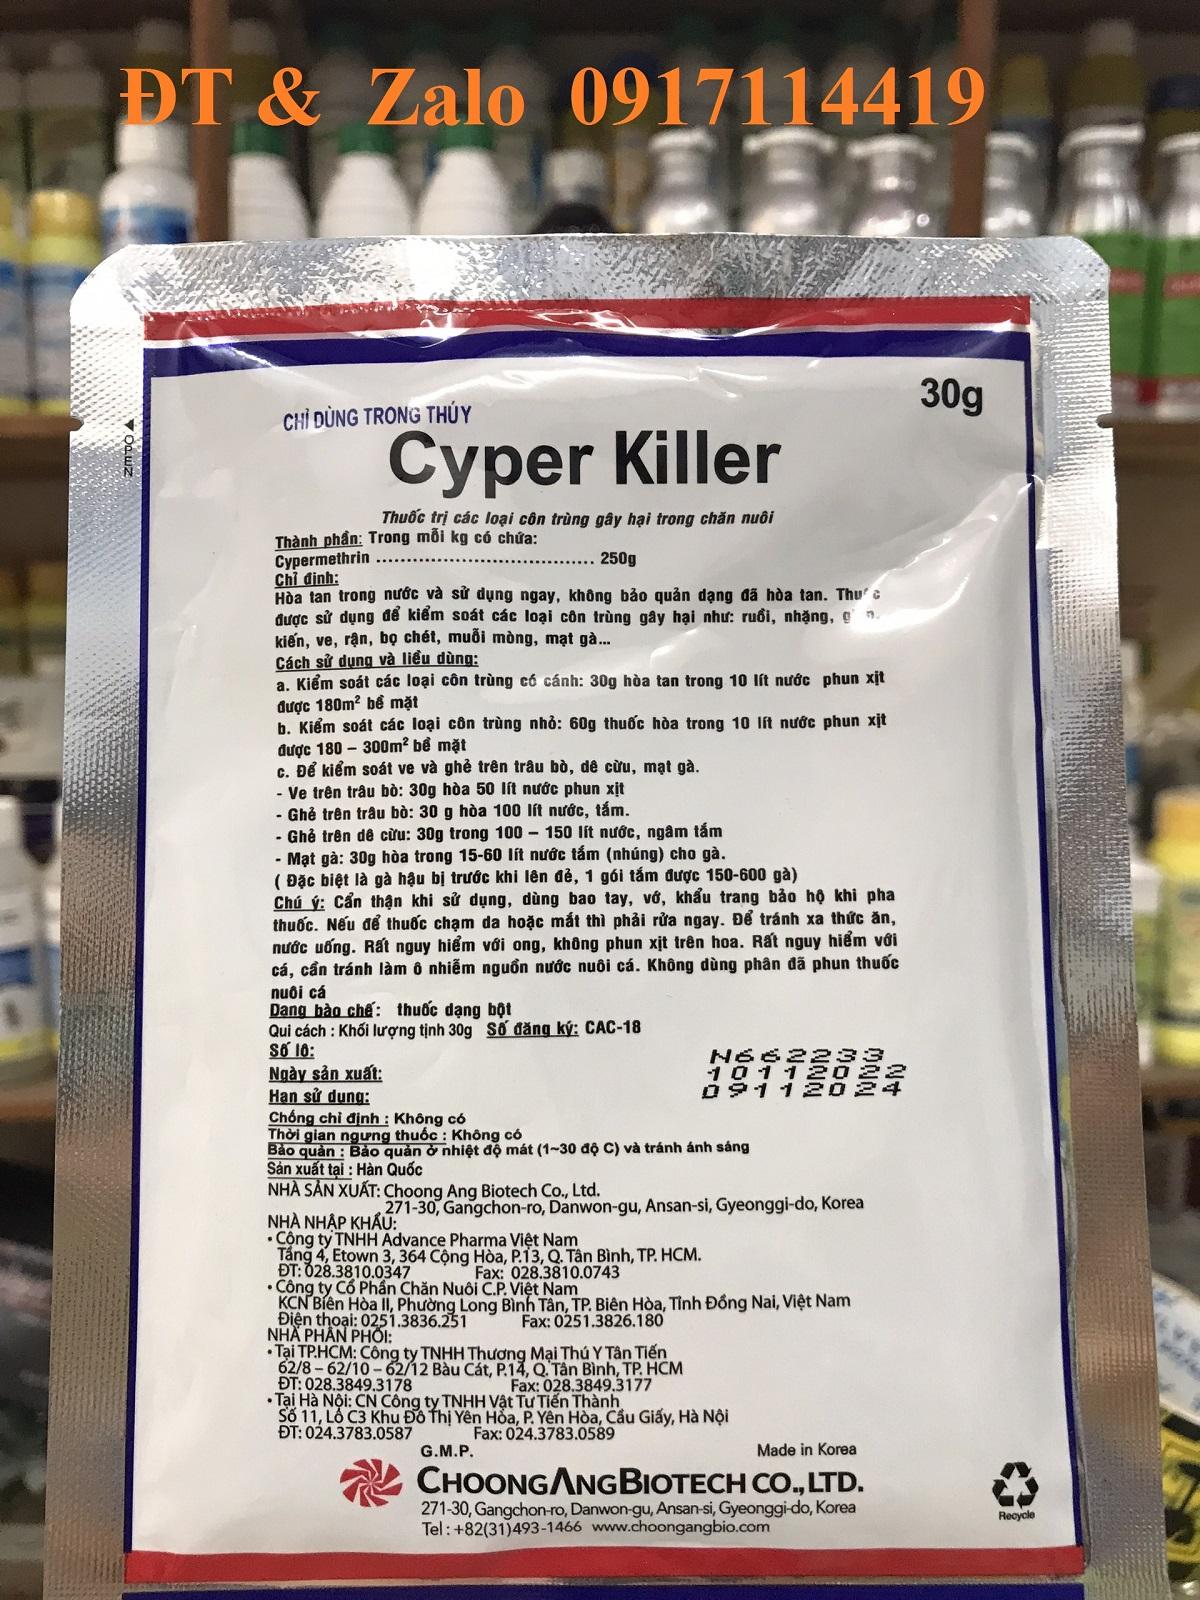 ĐT & Zalo 0917114419
30g
CHỈ DÙNG TRONG THÚ Y
Cyper Killer
OPEN
Thuốc trị các loại côn trùng gây hại trong chăn nuôi
Thành phần: Trong mỗi kg có chứa:
Cypermethrin .................................. 250g
Chỉ định:
Hòa tan trong nước và sử dụng ngay, không bảo quản dạng đã hòa tan. Thuốc
được sử dụng để kiểm soát các loại côn trùng gây hại như: ruồi, nhặng,
kiến, ve, rận, bọ chét, muỗi mòng, mạt gà...
Cách sử dụng và liều dùng:
a. Kiểm soát các loại côn trùng có cánh: 30g hòa tan trong 10 lít nước phun xịt
được 180m² bề mặt
b. Kiểm soát các loại côn trùng nhỏ: 60g thuốc hòa trong 10 lít nước phun xịt
được 180 – 300m² bề mặt
c. Để kiểm soát ve và ghẻ trên trâu bò, dê cừu, mạt gà.
- Ve trên trâu bò: 30g hòa 50 lít nước phun xịt
- Ghẻ trên trâu bò: 30 g hòa 100 lít nước, tắm.
- Ghẻ trên dê cừu: 30g trong 100 – 150 lít nước, ngâm tắm
- Mạt gà: 30g hòa trong 15-60 lít nước tắm (nhúng) cho gà.
( Đặc biệt là gà hậu bị trước khi lên đẻ, 1 gói tắm được 150-600 gà)
Chú ý: Cẩn thận khi sử dụng, dùng bao tay, vớ, khẩu trang bảo hộ khi pha
thuốc. Nếu để thuốc chạm da hoặc mắt thì phải rửa ngay. Để tránh xa thức ăn,
nước uống. Rất nguy hiểm với ong, không phun xịt trên hoa. Rất nguy hiểm với
cá, cần tránh làm ô nhiễm nguồn nước nuôi cá. Không dùng phân đã phun thuốc
nuôi cá
Dạng bào chế: thuốc dạng bột
Qui cách : Khối lượng tịnh 30g Số đăng ký: CAC-18
Số lô: N662233
Ngày sản xuất: 10112022
Hạn sử dụng: 09112024
Chống chỉ định : Không có
Thời gian ngưng thuốc : Không có
Bảo quản : Bảo quản ở nhiệt độ mát (1~30 độ C) và tránh ánh sáng
Sản xuất tại : Hàn Quốc
NHÀ SẢN XUẤT: Choong Ang Biotech Co., Ltd.
271-30, Gangchon-ro, Danwon-gu, Ansan-si, Gyeonggi-do, Korea
NHÀ NHẬP KHẨU:
• Công ty TNHH Advance Pharma Việt Nam
Tầng 4, Etown 3, 364 Cộng Hòa, P.13, Q. Tân Bình, TP. HCM.
ĐT: 028.3810.0347 Fax: 028.3810.0743
• Công ty Cổ Phần Chăn Nuôi C.P. Việt Nam
KCN Biên Hòa II, Phường Long Bình Tân, TP. Biên Hòa, Tỉnh Đồng Nai, Việt Nam
Điện thoại: 0251.3836.251 Fax: 0251.3826.180
NHÀ PHÂN PHỐI:
• Tại TP.HCM: Công ty TNHH Thương Mại Thú Y Tân Tiến
62/8 – 62/10 – 62/12 Bàu Cát, P.14, Q. Tân Bình, TP. HCM
ĐT: 028.3849.3178 Fax: 028.3849.3177
• Tại Hà Nội: CN Công ty TNHH Vật Tư Tiến Thành
Số 11, Lô C3 Khu Đô Thị Yên Hòa, P. Yên Hòa, Cầu Giấy, Hà Nội
ĐT: 024.3783.0587 Fax: 024.3783.0589
G.M.P. Made in Korea
CHOONGANGBIOTECH CO.,LTD.
271-30, Gangchon-ro, Danwon-gu, Ansan-si, Gyeonggi-do, Korea
Tel : +82(31)493-1466 www.choongangbio.com
Recycle